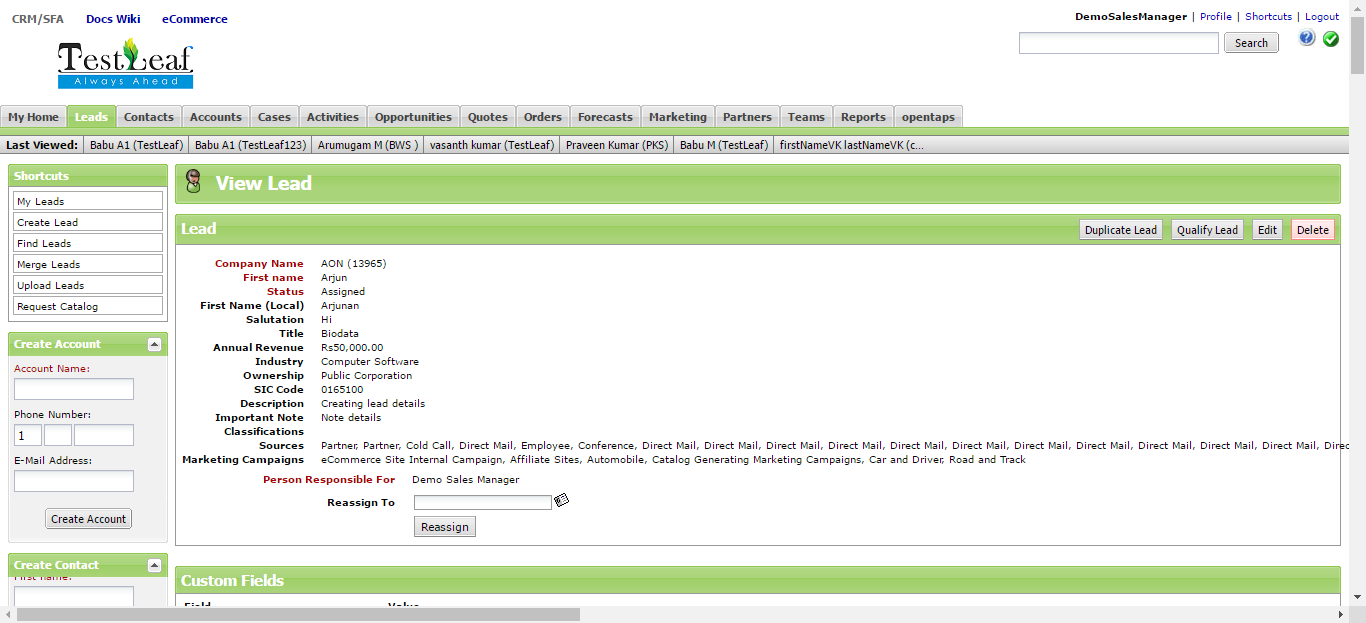 CRM/SFA Docs Wiki eCommerce
DemoSalesManager | Profile | Shortcuts | Logout
TestLeaf
Always Ahead
Search
My Home Leads Contacts Accounts Cases Activities Opportunities Quotes Orders Forecasts Marketing Partners Teams Reports opentaps
Last Viewed: Babu A1 (TestLeaf) Babu A1 (TestLeaf123) Arumugam M (BWS ) vasanth kumar (TestLeaf) Praveen Kumar (PKS) Babu M (TestLeaf) firstNameVK lastNameVK (c...
Shortcuts
My Leads
Create Lead
Find Leads
Merge Leads
Upload Leads
Request Catalog
Create Account
Account Name:
Phone Number:
1
E-Mail Address:
Create Account
Create Contact
First name:
View Lead
Lead
Duplicate Lead Qualify Lead Edit Delete
Company Name AON (13965)
First name Arjun
Status Assigned
First Name (Local) Arjunan
Salutation Hi
Title Biodata
Annual Revenue Rs50,000.00
Industry Computer Software
Ownership Public Corporation
SIC Code 0165100
Description Creating lead details
Important Note Note details
Classifications
Sources Partner, Partner, Cold Call, Direct Mail, Employee, Conference, Direct Mail, Direct Mail, Direct Mail, Direct Mail, Direct Mail, Direct Mail, Direct Mail, Direct Mail, Direct Mail, Direct Mail, Direct Mail, Direc
Marketing Campaigns eCommerce Site Internal Campaign, Affiliate Sites, Automobile, Catalog Generating Marketing Campaigns, Car and Driver, Road and Track
Person Responsible For Demo Sales Manager
Reassign To
Reassign
Custom Fields
Field Value